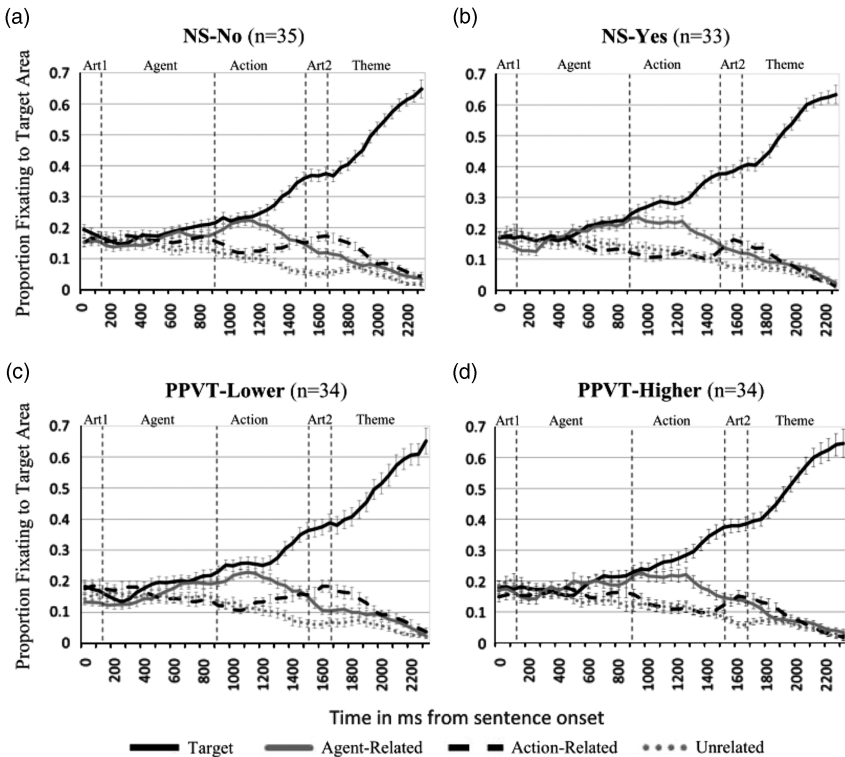 (a)
NS-No (n=35)
Art1 Agent Action Art2 Theme
Proportion Fixating to Target Area
0.7
0.6
0.5
0.4
0.3
0.2
0.1
0
0 200 400 600 800 1000 1200 1400 1600 1800 2000 2200
(b)
NS-Yes (n=33)
Art1 Agent Action Art2 Theme
0.7
0.6
0.5
0.4
0.3
0.2
0.1
0
0 200 400 600 800 1000 1200 1400 1600 1800 2000 2200
(c)
PPVT-Lower (n=34)
Art1 Agent Action Art2 Theme
Proportion Fixating to Target Area
0.7
0.6
0.5
0.4
0.3
0.2
0.1
0
0 200 400 600 800 1000 1200 1400 1600 1800 2000 2200
(d)
PPVT-Higher (n=34)
Art1 Agent Action Art2 Theme
0.7
0.6
0.5
0.4
0.3
0.2
0.1
0
0 200 400 600 800 1000 1200 1400 1600 1800 2000 2200
Time in ms from sentence onset
Target Agent-Related Action-Related Unrelated